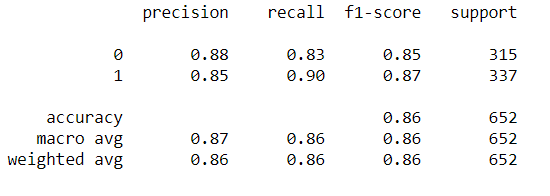 precision recall f1-score support
0 0.88 0.83 0.85 315
1 0.85 0.90 0.87 337
accuracy 0.86 652
macro avg 0.87 0.86 0.86 652
weighted avg 0.86 0.86 0.86 652